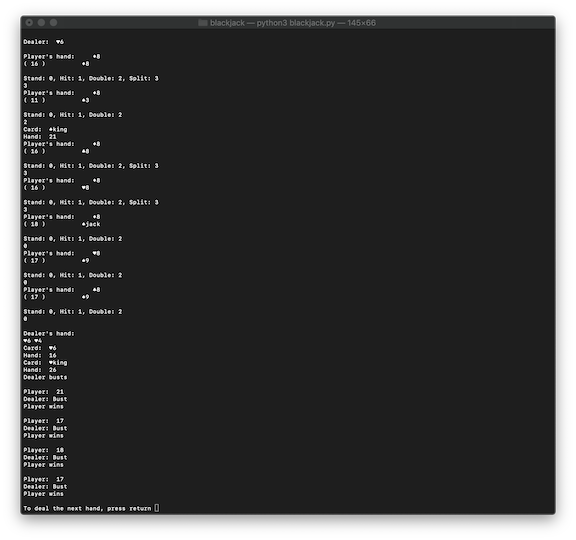 blackjack — python3 blackjack.py — 145×66
Dealer: ♥6
Player's hand: ♠8
( 16 ) ♠8
Stand: 0, Hit: 1, Double: 2, Split: 3
3
Player's hand: ♠8
( 11 ) ♠3
Stand: 0, Hit: 1, Double: 2
2
Card: ♠king
Hand: 21
Player's hand: ♠8
( 16 ) ♣8
Stand: 0, Hit: 1, Double: 2, Split: 3
3
Player's hand: ♠8
( 16 ) ♥8
Stand: 0, Hit: 1, Double: 2, Split: 3
3
Player's hand: ♠8
( 18 ) ♠jack
Stand: 0, Hit: 1, Double: 2
0
Player's hand: ♥8
( 17 ) ♠9
Stand: 0, Hit: 1, Double: 2
0
Player's hand: ♠8
( 17 ) ♠9
Stand: 0, Hit: 1, Double: 2
0
Dealer's hand:
♥6 ♥4
Card: ♥6
Hand: 16
Card: ♥king
Hand: 26
Dealer busts
Player: 21
Dealer: Bust
Player wins
Player: 17
Dealer: Bust
Player wins
Player: 18
Dealer: Bust
Player wins
Player: 17
Dealer: Bust
Player wins
To deal the next hand, press return